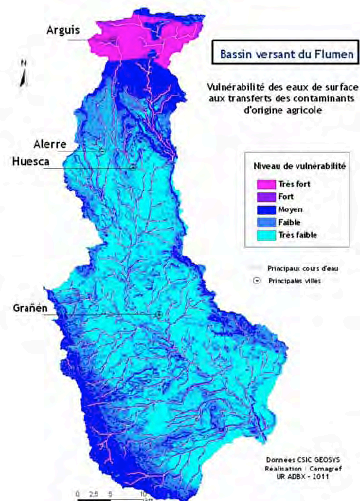 Bassin versant du Flumen
Vulnérabilité des eaux de surface
aux transferts des contaminants
d'origine agricole
Arguis
N
Alerre
Huesca
Grañén
Niveau de vulnérabilité
Très fort
Fort
Moyen
Faible
Très faible
Principaux cours d'eau
Principales villes
Données CSIC GEOSYS
Réalisation : Cemagref
UR ADBX - 2011
0 2,5 5 10